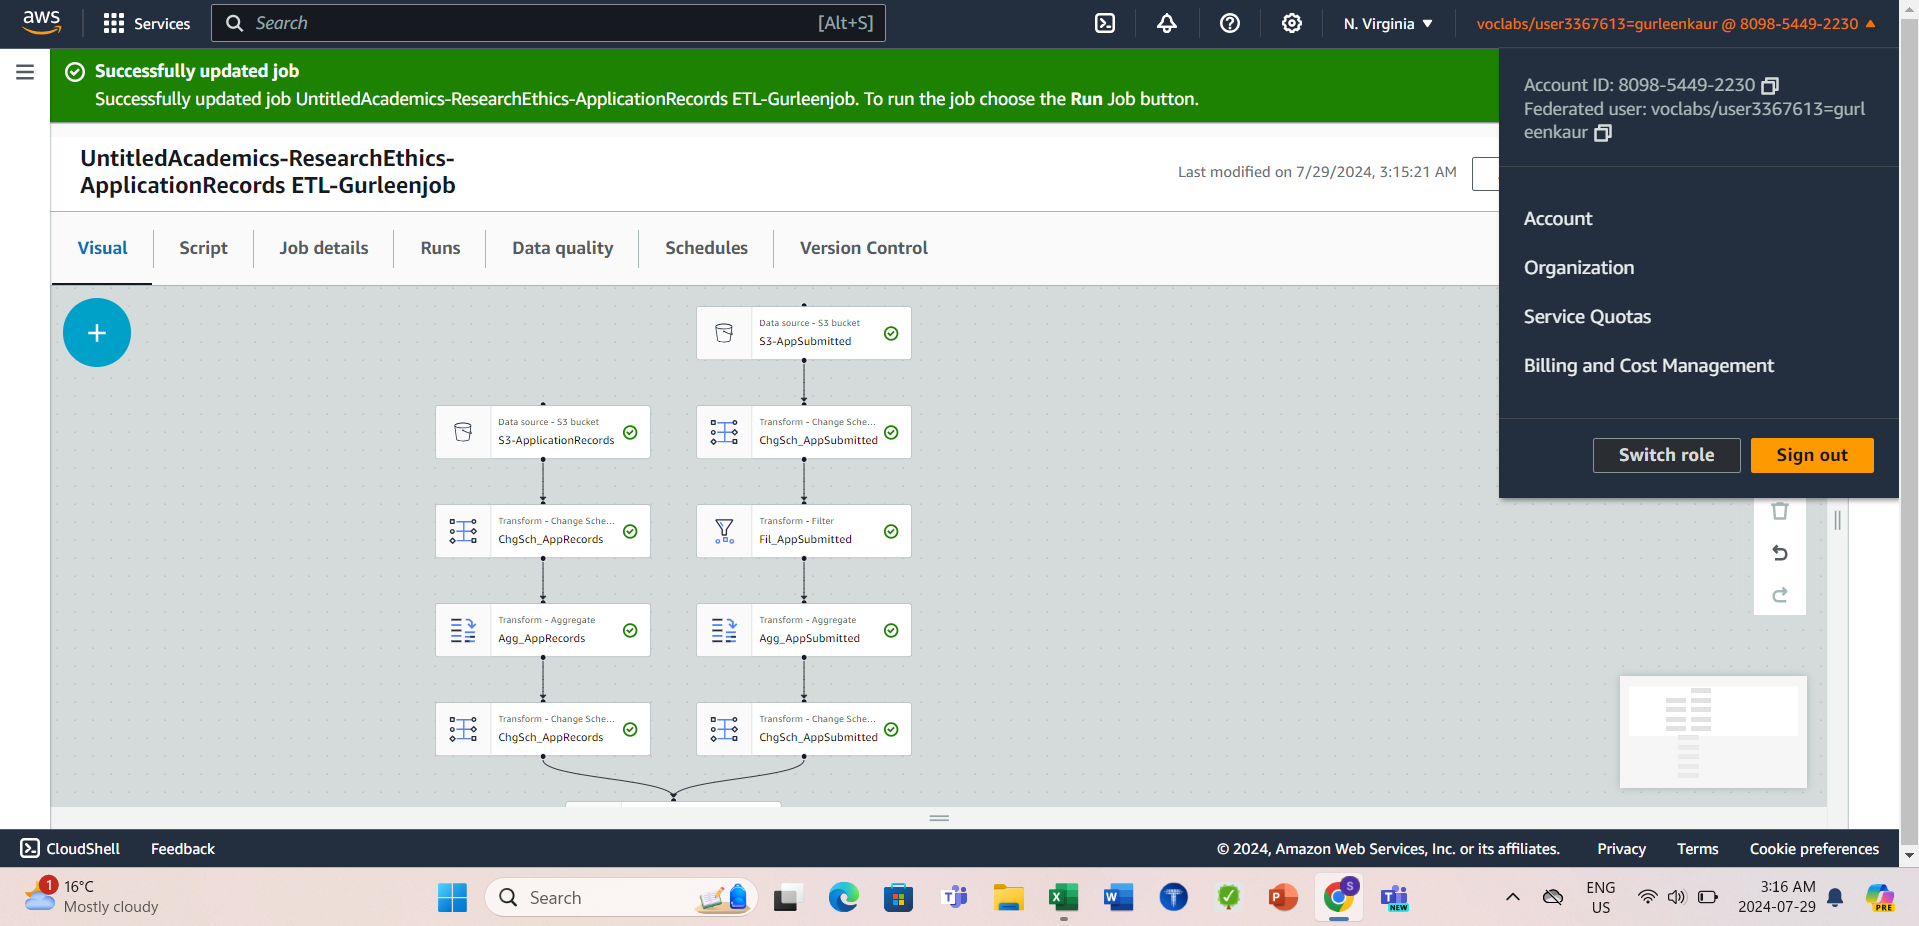 aws
Services
Search
[Alt+S]
N. Virginia
voclabs/user3367613=gurleenkaur @ 8098-5449-2230
Successfully updated job
Successfully updated job UntitledAcademics-ResearchEthics-ApplicationRecords ETL-Gurleenjob. To run the job choose the Run Job button.
Account ID: 8098-5449-2230
Federated user: voclabs/user3367613=gurl
eenkaur
UntitledAcademics-ResearchEthics-
ApplicationRecords ETL-Gurleenjob
Last modified on 7/29/2024, 3:15:21 AM
Account
Organization
Service Quotas
Billing and Cost Management
Switch role
Sign out
Visual
Script
Job details
Runs
Data quality
Schedules
Version Control
Data source - S3 bucket
S3-AppSubmitted
Data source - S3 bucket
S3-ApplicationRecords
Transform - Change Sche...
ChgSch_AppSubmitted
Transform - Change Sche...
ChgSch_AppRecords
Transform - Filter
Fil_AppSubmitted
Transform - Aggregate
Agg_AppRecords
Transform - Aggregate
Agg_AppSubmitted
Transform - Change Sche...
ChgSch_AppRecords
Transform - Change Sche...
ChgSch_AppSubmitted
CloudShell
Feedback
© 2024, Amazon Web Services, Inc. or its affiliates.
Privacy
Terms
Cookie preferences
1
16°C
Mostly cloudy
Search
S
NEW
ENG
US
3:16 AM
2024-07-29
PRE